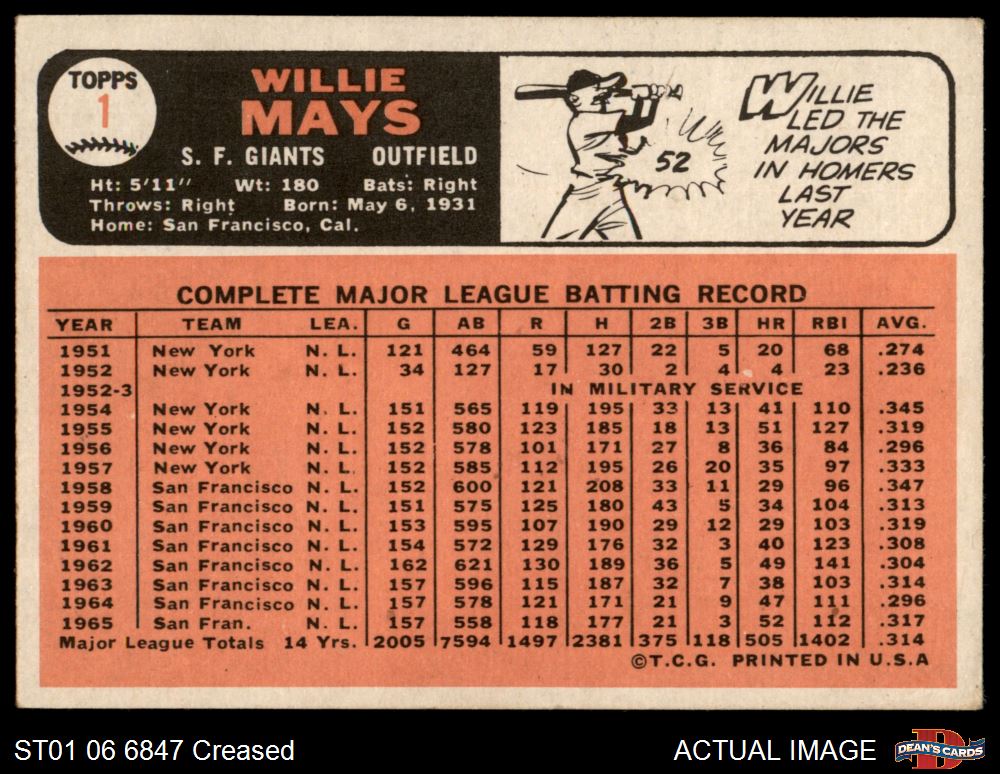 TOPPS
1
WILLIE
MAYS
S. F. GIANTS OUTFIELD
Ht: 5'11" Wt: 180 Bats: Right
Throws: Right Born: May 6, 1931
Home: San Francisco, Cal.
52
WILLIE
LED THE
MAJORS
IN HOMERS
LAST
YEAR
COMPLETE MAJOR LEAGUE BATTING RECORD
YEAR TEAM LEA. G AB R H 2B 3B HR RBI AVG.
1951 New York N. L. 121 464 59 127 22 5 20 68 .274
1952 New York N. L. 34 127 17 30 2 4 4 23 .236
1952-3 IN MILITARY SERVICE
1954 New York N. L. 151 565 119 195 33 13 41 110 .345
1955 New York N. L. 152 580 123 185 18 13 51 127 .319
1956 New York N. L. 152 578 101 171 27 8 36 84 .296
1957 New York N. L. 152 585 112 195 26 20 35 97 .333
1958 San Francisco N. L. 152 600 121 208 33 11 29 96 .347
1959 San Francisco N. L. 151 575 125 180 43 5 34 104 .313
1960 San Francisco N. L. 153 595 107 190 29 12 29 103 .319
1961 San Francisco N. L. 154 572 129 176 32 3 40 123 .308
1962 San Francisco N. L. 162 621 130 189 36 5 49 141 .304
1963 San Francisco N. L. 157 596 115 187 32 7 38 103 .314
1964 San Francisco N. L. 157 578 121 171 21 9 47 111 .296
1965 San Fran. N. L. 157 558 118 177 21 3 52 112 .317
Major League Totals 14 Yrs. 2005 7594 1497 2381 375 118 505 1402 .314
©T.C.G. PRINTED IN U.S.A
ST01 06 6847 Creased
ACTUAL IMAGE
D
DEAN'S CARDS